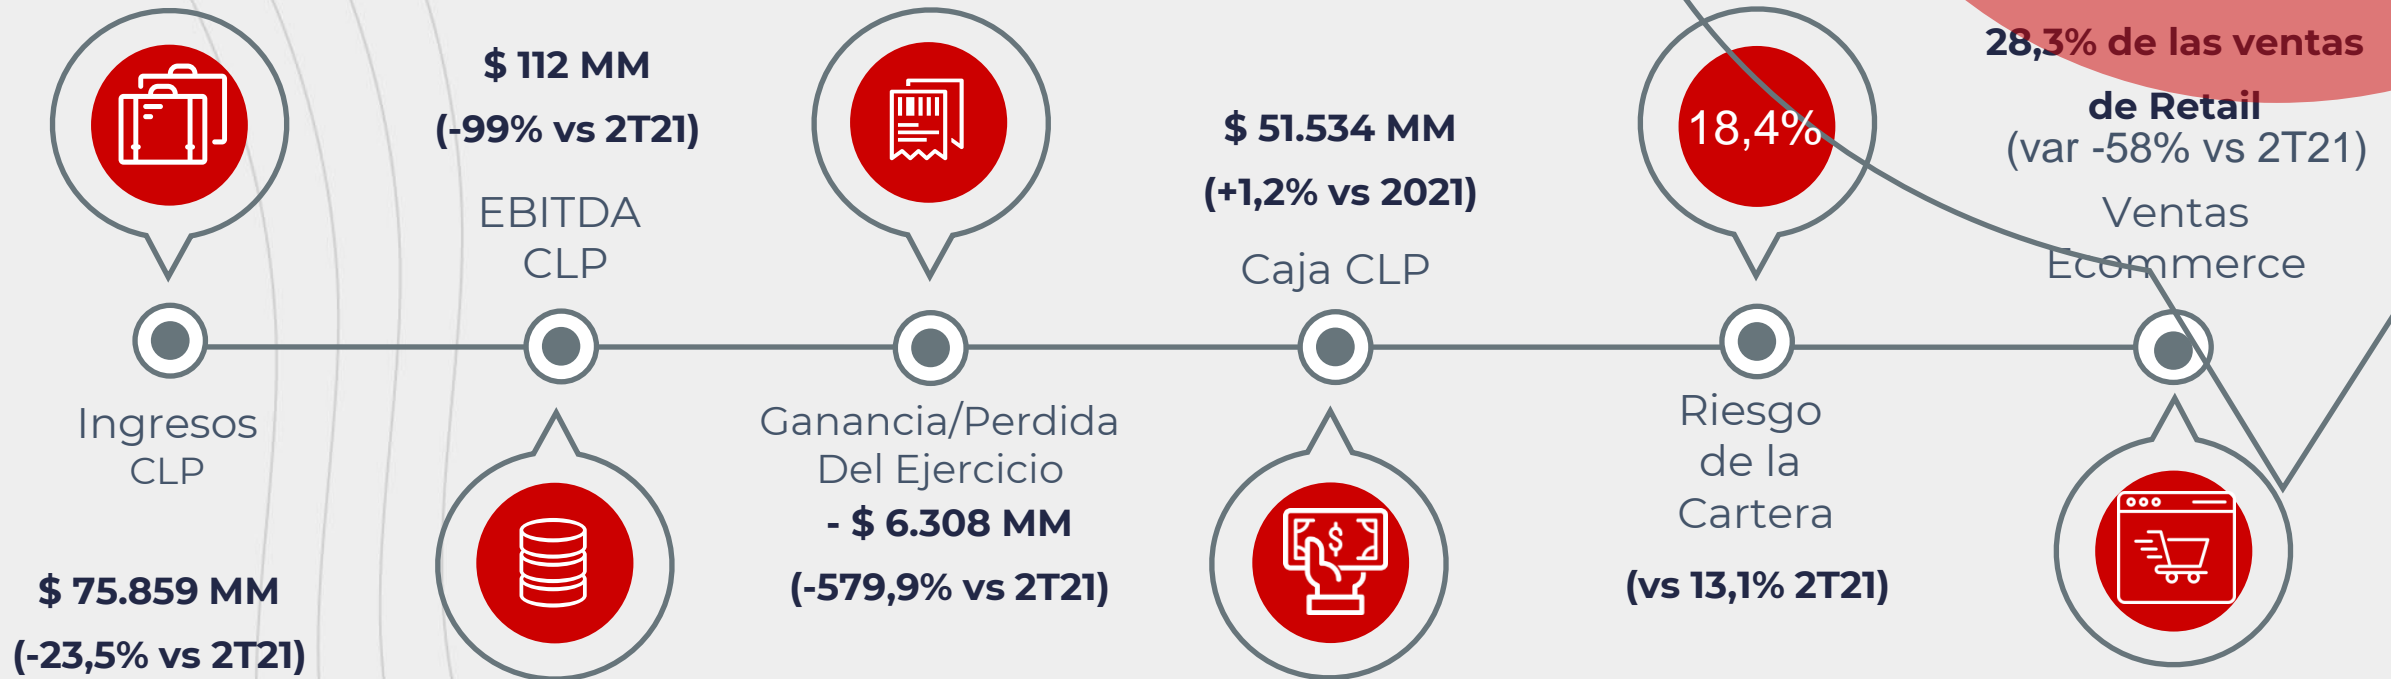 Ingresos
CLP
$ 75.859 MM
(-23,5% vs 2T21)
$ 112 MM
(-99% vs 2T21)
EBITDA
CLP
Ganancia/Perdida
Del Ejercicio
- $ 6.308 MM
(-579,9% vs 2T21)
$ 51.534 MM
(+1,2% vs 2021)
Caja CLP
$
18,4%
Riesgo
de la
Cartera
(vs 13,1% 2T21)
28,3% de las ventas
de Retail
(var -58% vs 2T21)
Ventas
Ecommerce